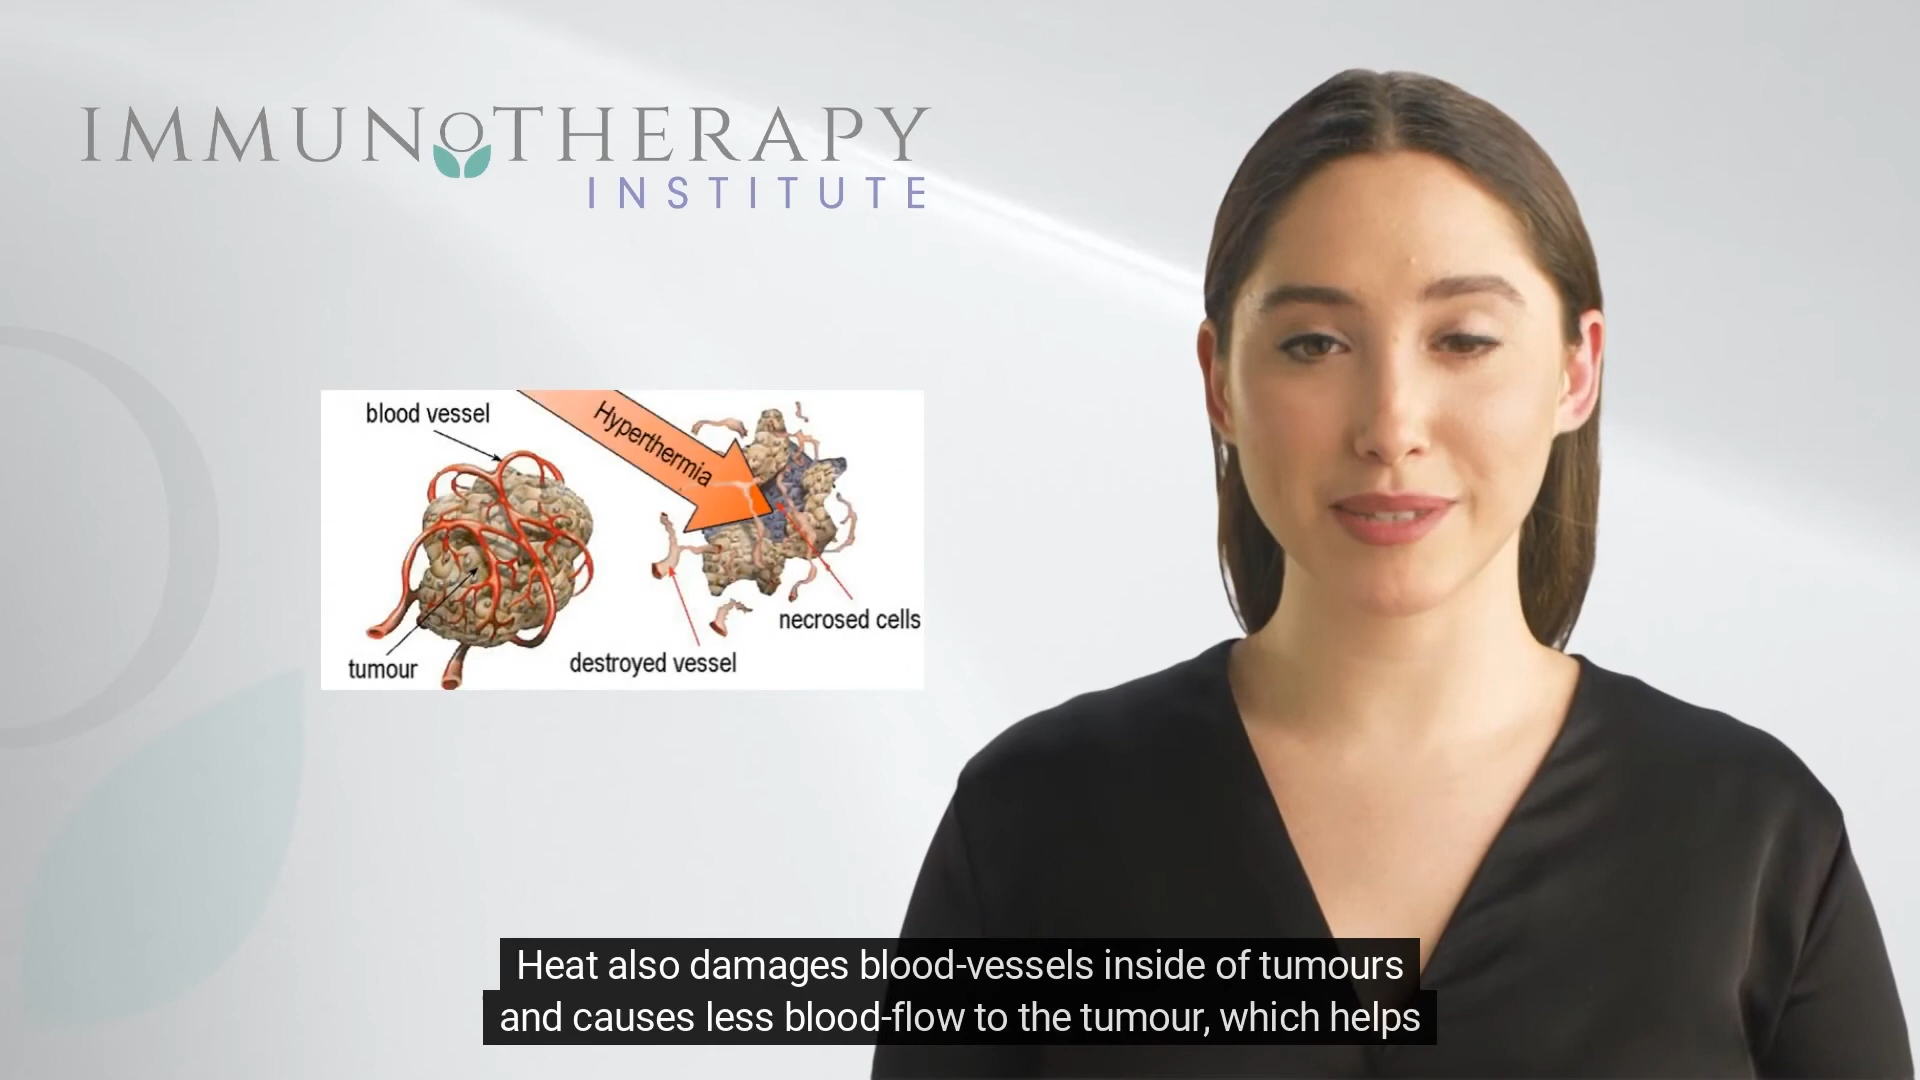 IMMUNOTHERAPY
INSTITUTE
blood vessel
Hyperthermia
necrosed cells
destroyed vessel
tumour
Heat also damages blood-vessels inside of tumours
and causes less blood-flow to the tumour, which helps